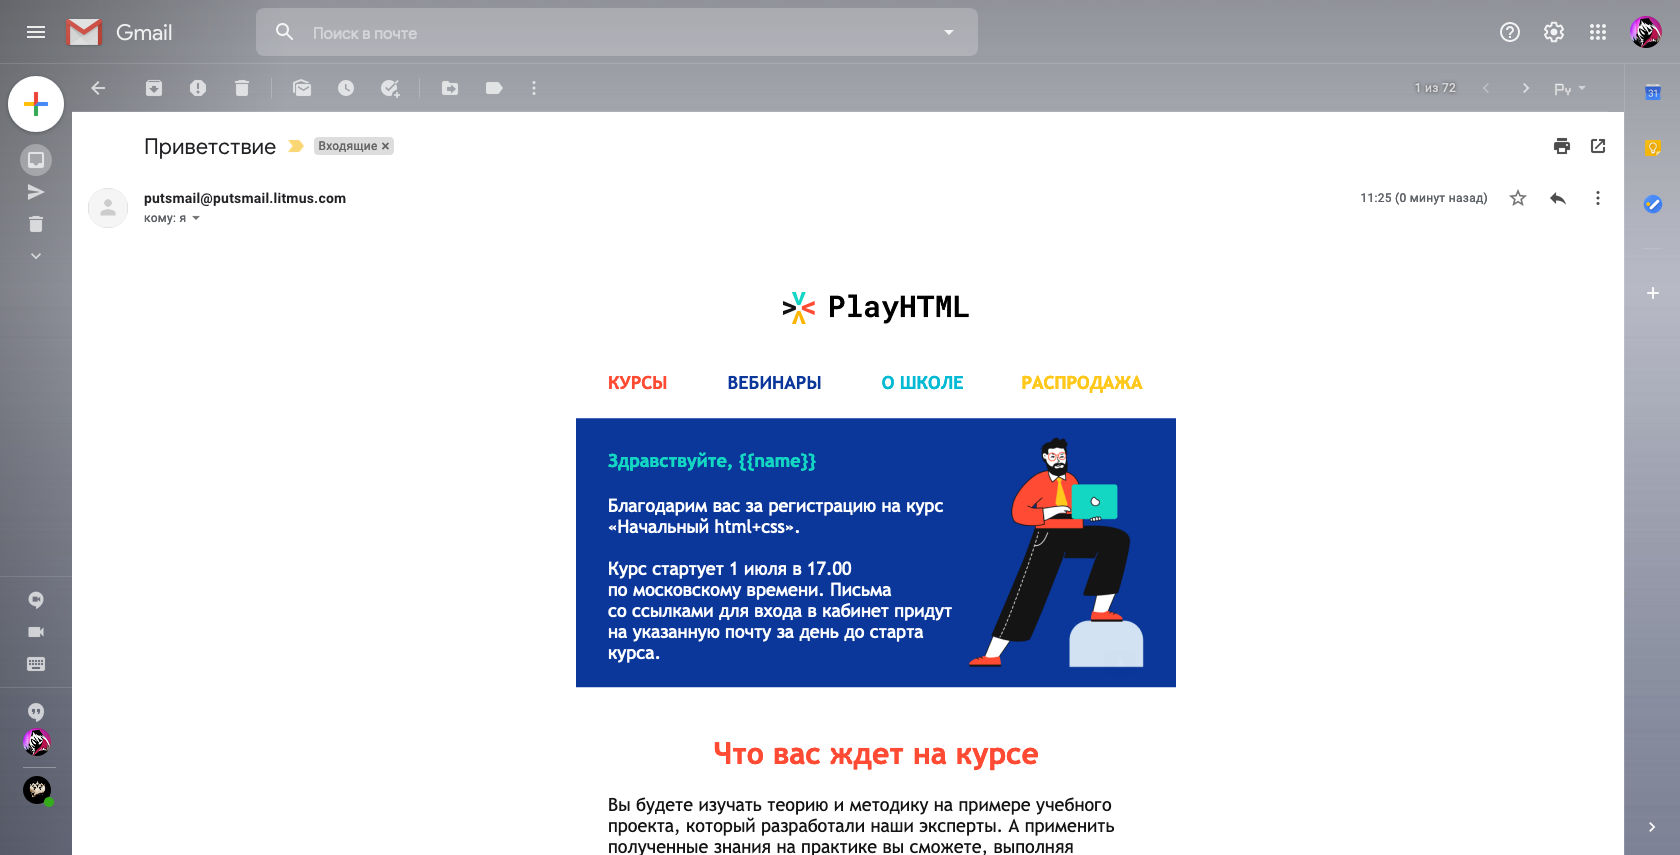 Gmail
Поиск в почте
1 из 72
Ру
31
Приветствие
Входящие ×
putsmail@putsmail.litmus.com
11:25 (0 минут назад)
кому: я
PlayHTML
КУРСЫ ВЕБИНАРЫ О ШКОЛЕ РАСПРОДАЖА
Здравствуйте, {{name}}
Благодарим вас за регистрацию на курс
«Начальный html+css».
Курс стартует 1 июля в 17.00
по московскому времени. Письма
со ссылками для входа в кабинет придут
на указанную почту за день до старта
курса.
Что вас ждет на курсе
Вы будете изучать теорию и методику на примере учебного
проекта, который разработали наши эксперты. А применить
полученные знания на практике вы сможете, выполняя